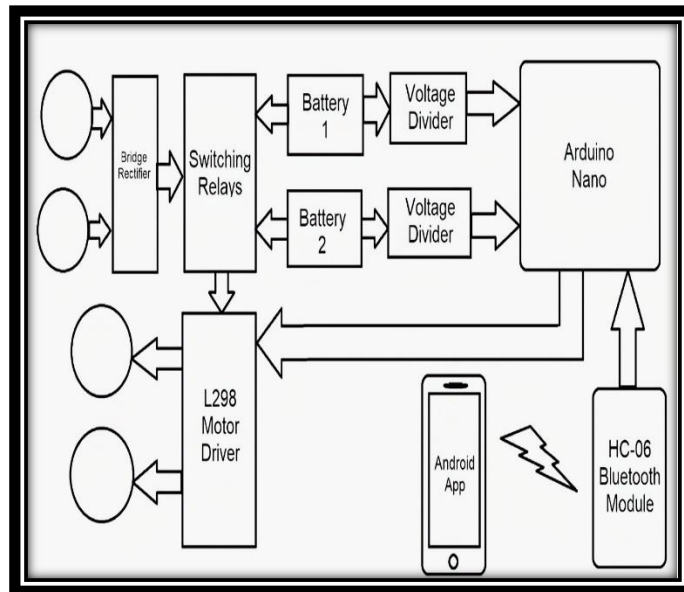 Bridge
Rectifier
Switching
Relays
Battery
1
Voltage
Divider
Arduino
Nano
Battery
2
Voltage
Divider
L298
Motor
Driver
Android
App
HC-06
Bluetooth
Module